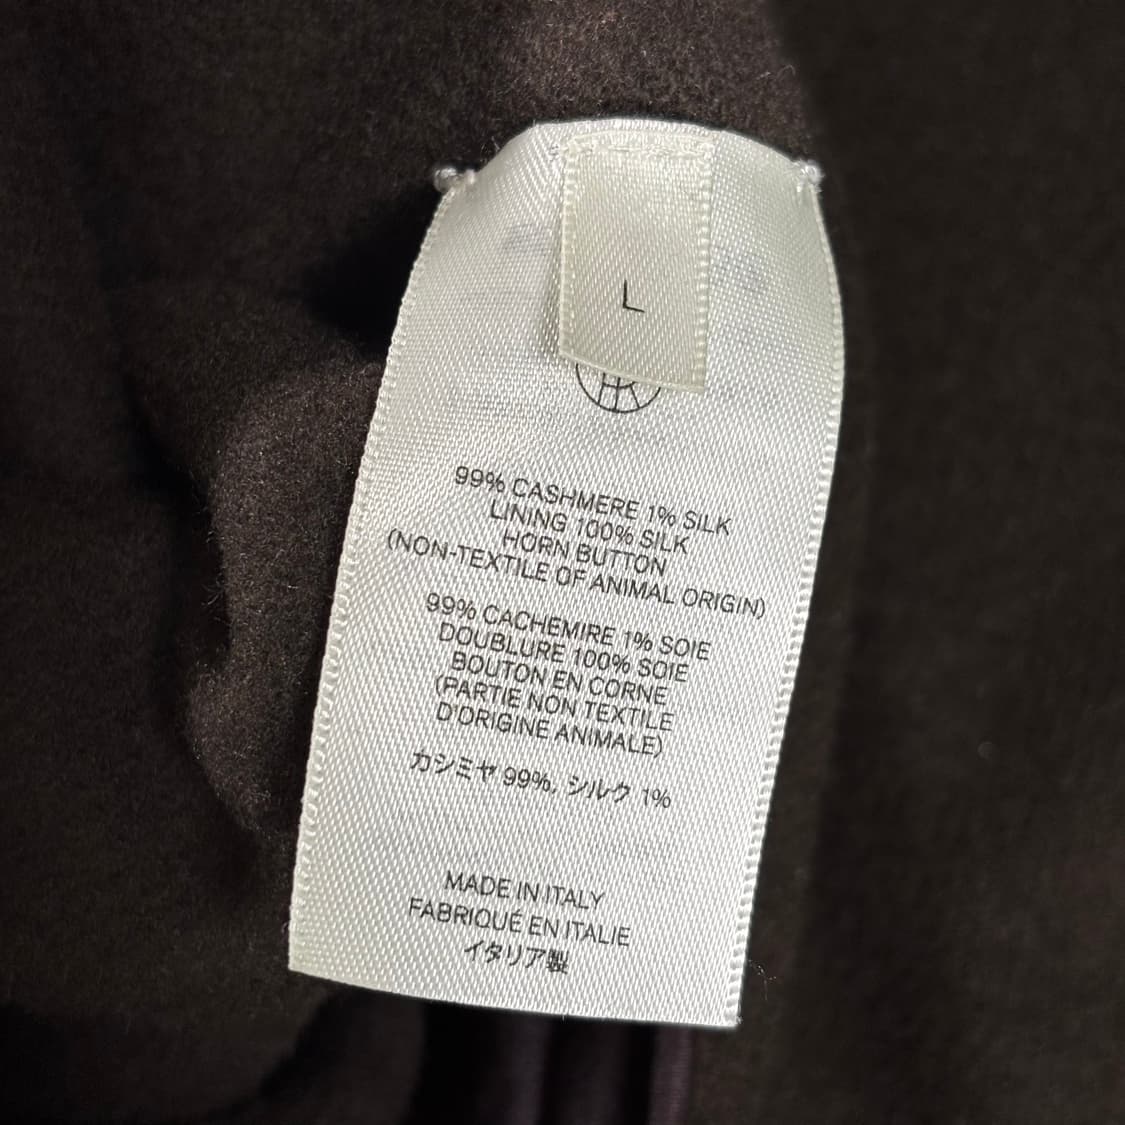 L
99% CASHMERE 1% SILK
LINING 100% SILK
HORN BUTTON
(NON-TEXTILE OF ANIMAL ORIGIN)
99% CACHEMIRE 1% SOIE
DOUBLURE 100% SOIE
BOUTON EN CORNE
(PARTIE NON TEXTILE
D'ORIGINE ANIMALE)
カシミヤ 99%, シルク 1%
MADE IN ITALY
FABRIQUÉ EN ITALIE
イタリア製